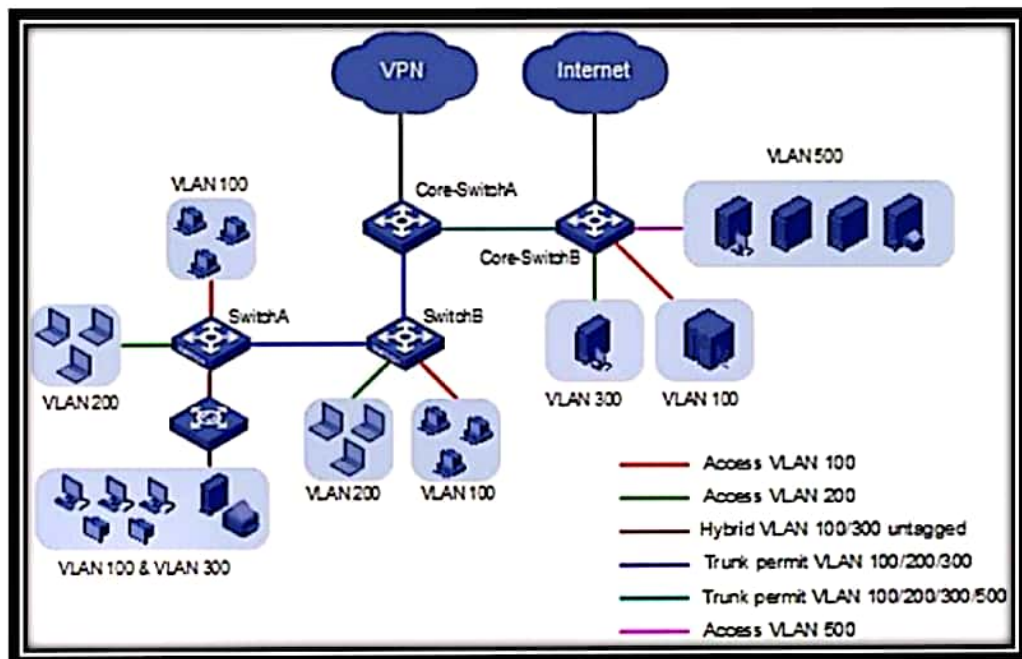 VPN
Internet
VLAN 500
Core-SwitchA
VLAN 100
Core-SwitchB
SwitchA
SwitchB
VLAN 200
VLAN 300
VLAN 100
VLAN 200
VLAN 100
VLAN 100 & VLAN 300
Access VLAN 100
Access VLAN 200
Hybrid VLAN 100/300 untagged
Trunk permit VLAN 100/200/300
Trunk permit VLAN 100/200/300/500
Access VLAN 500